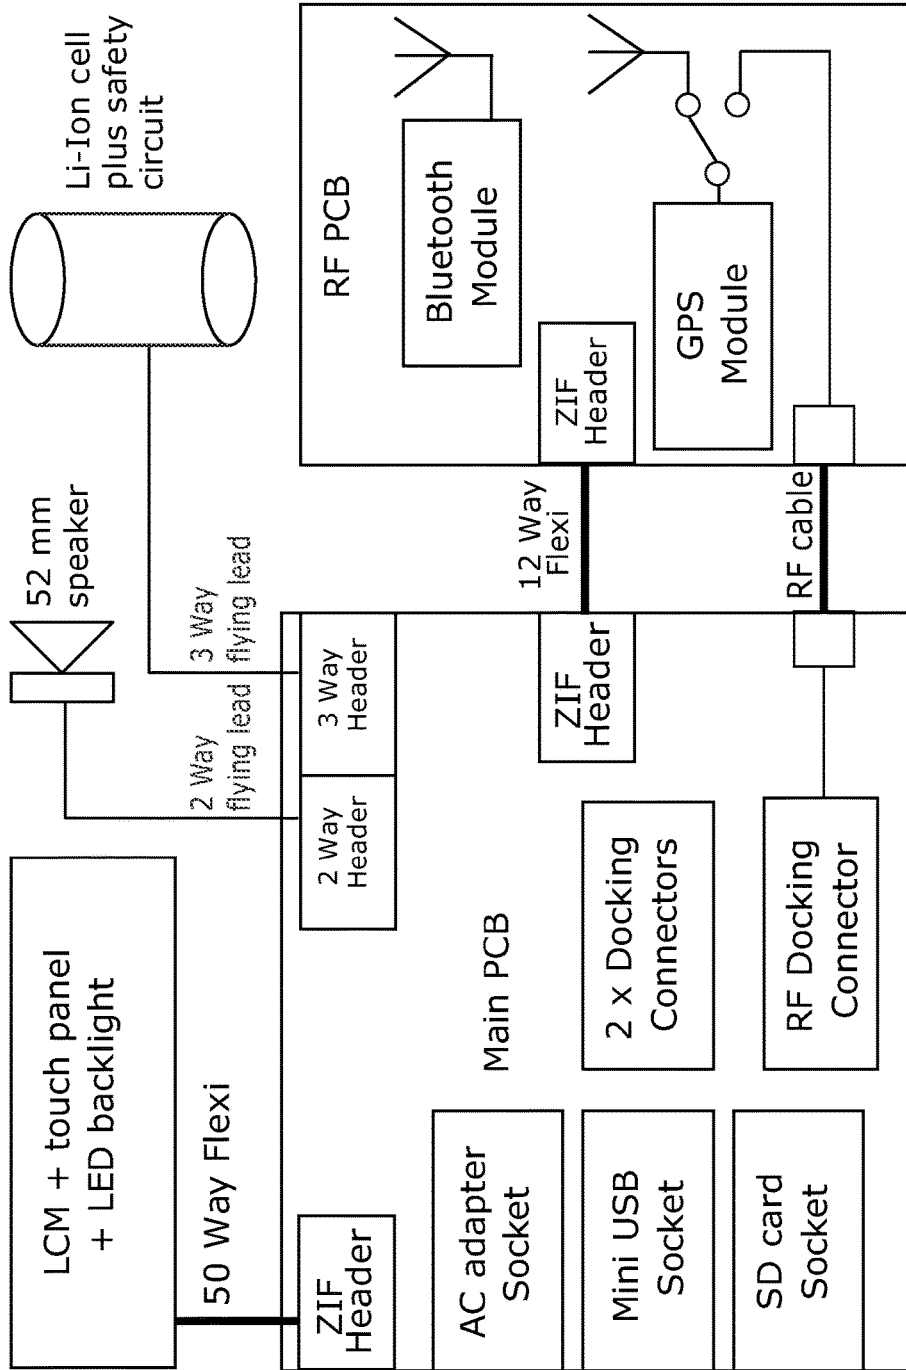 LCM + touch panel
+ LED backlight
50 Way Flexi
ZIF
Header
52 mm
speaker
2 Way
flying lead
3 Way
flying lead
2 Way
Header
3 Way
Header
Li-Ion cell
plus safety
circuit
Main PCB
AC adapter
Socket
Mini USB
Socket
SD card
Socket
2 x Docking
Connectors
RF Docking
Connector
ZIF
Header
12 Way
Flexi
RF cable
RF PCB
ZIF
Header
Bluetooth
Module
GPS
Module